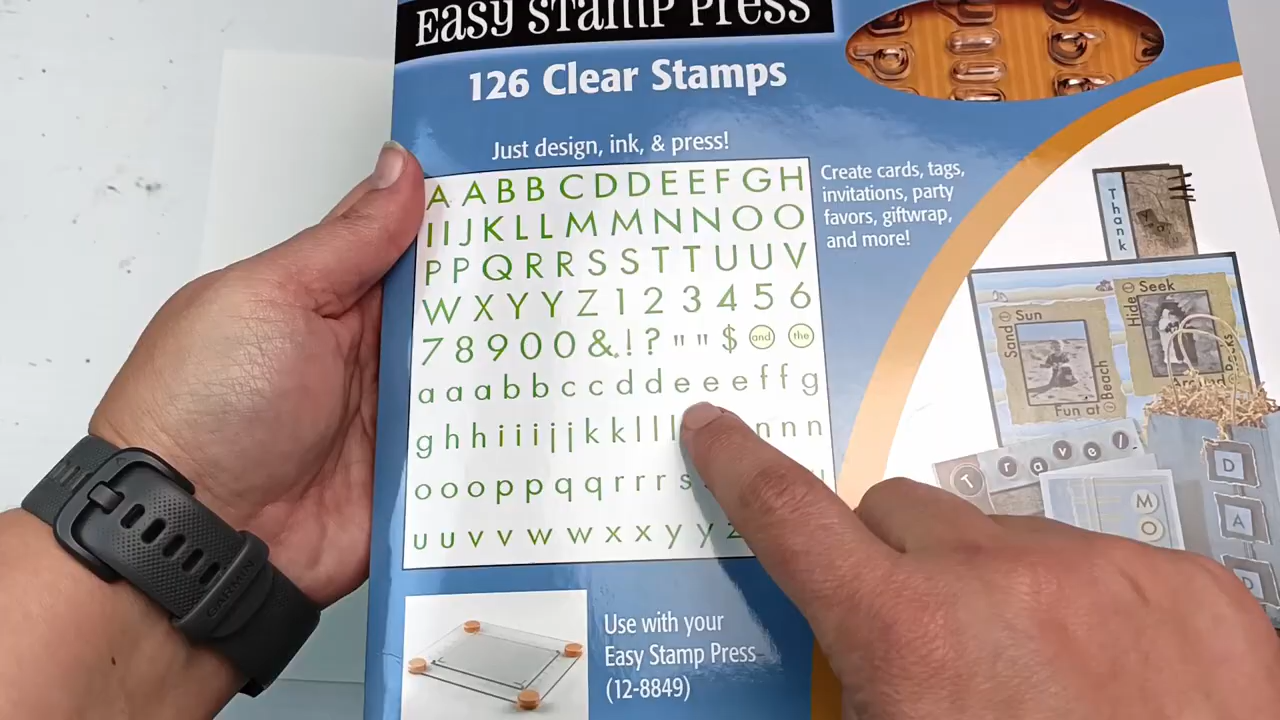 Easy Stamp Press
126 Clear Stamps
Just design, ink, & press!
Create cards, tags,
invitations, party
favors, giftwrap,
and more!
A A B B C D D E E F G H
I I J K L L M M N N O O
P P Q R R S S T T U U V
W X Y Y Z 1 2 3 4 5 6
7 8 9 0 0 & . ! ? " " $ and the
a a a b b c c d d e e e f f g
g h h i i i j j k k l l l n n n
o o o p p q q r r r s
u u v v w w x x y y z
Thank
Sand
Sun
Fun at
Beach
Hide
Seek
Around
T r a v e l
M
O
D
A
Use with your
Easy Stamp Press
(12-8849)
GARMIN